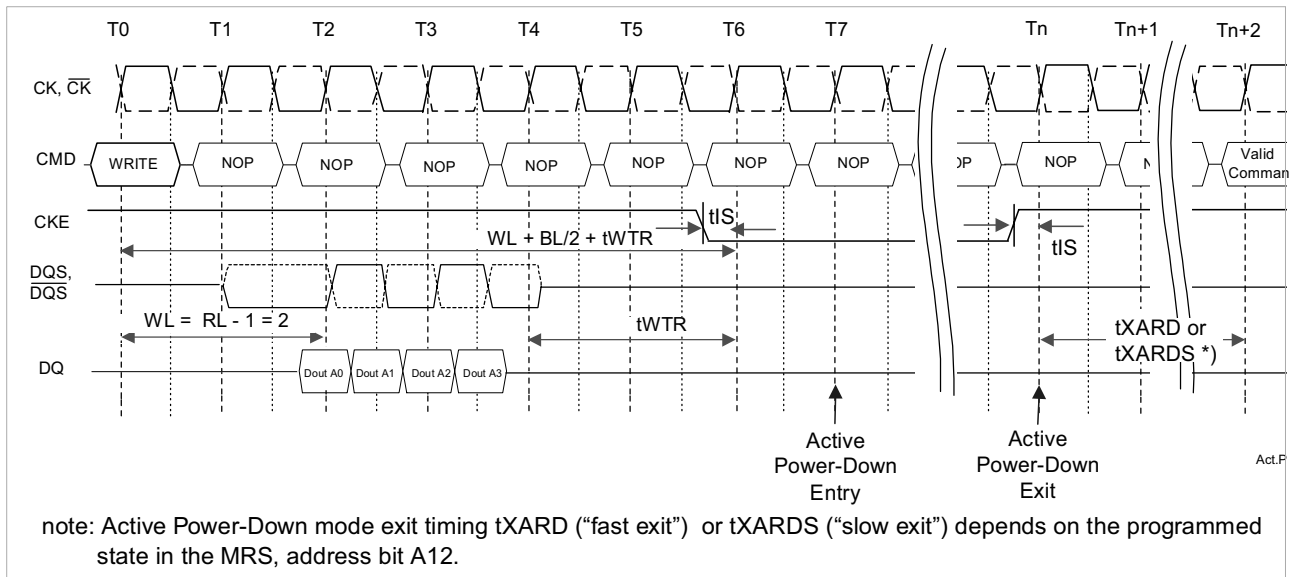 T0 T1 T2 T3 T4 T5 T6 T7 Tn Tn+1 Tn+2
CK, CK
CMD WRITE NOP NOP NOP NOP NOP NOP NOP NOP Valid
Comman
CKE tIS tIS
WL + BL/2 + tWTR
DQS,
DQS
WL = RL - 1 = 2 tWTR tXARD or
tXARDS *)
DQ Dout A0 Dout A1 Dout A2 Dout A3
Active
Power-Down
Entry
Active
Power-Down
Exit
Act.P
note: Active Power-Down mode exit timing tXARD (“fast exit”) or tXARDS (“slow exit”) depends on the programmed
state in the MRS, address bit A12.